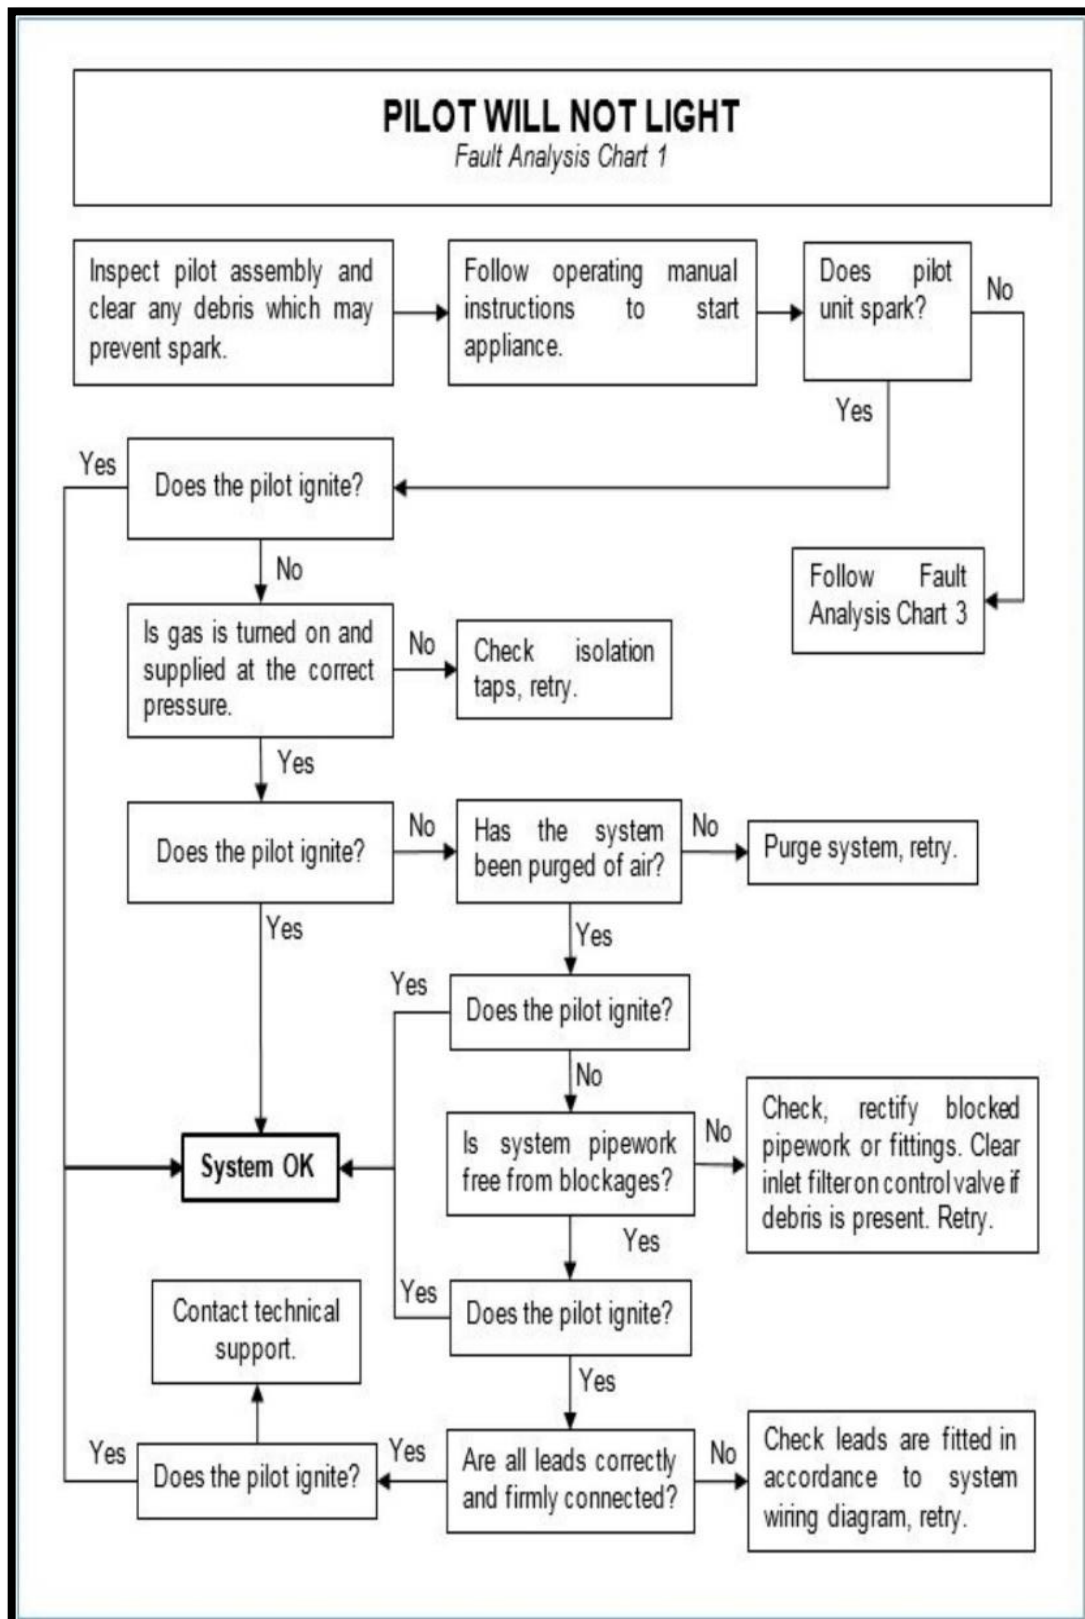 PILOT WILL NOT LIGHT
Fault Analysis Chart 1
Inspect pilot assembly and
clear any debris which may
prevent spark.
Follow operating manual
instructions to start
appliance.
Does pilot
unit spark?
No
Yes
Yes
Does the pilot ignite?
No
Follow Fault
Analysis Chart 3
Is gas is turned on and
supplied at the correct
pressure.
No
Check isolation
taps, retry.
Yes
Does the pilot ignite?
No
Has the system
been purged of air?
No
Purge system, retry.
Yes
Yes
Yes
Does the pilot ignite?
No
System OK
Is system pipework
free from blockages?
No
Check, rectify blocked
pipework or fittings. Clear
inlet filter on control valve if
debris is present. Retry.
Yes
Yes
Does the pilot ignite?
Contact technical
support.
Yes
Yes
Does the pilot ignite?
Yes
Are all leads correctly
and firmly connected?
No
Check leads are fitted in
accordance to system
wiring diagram, retry.